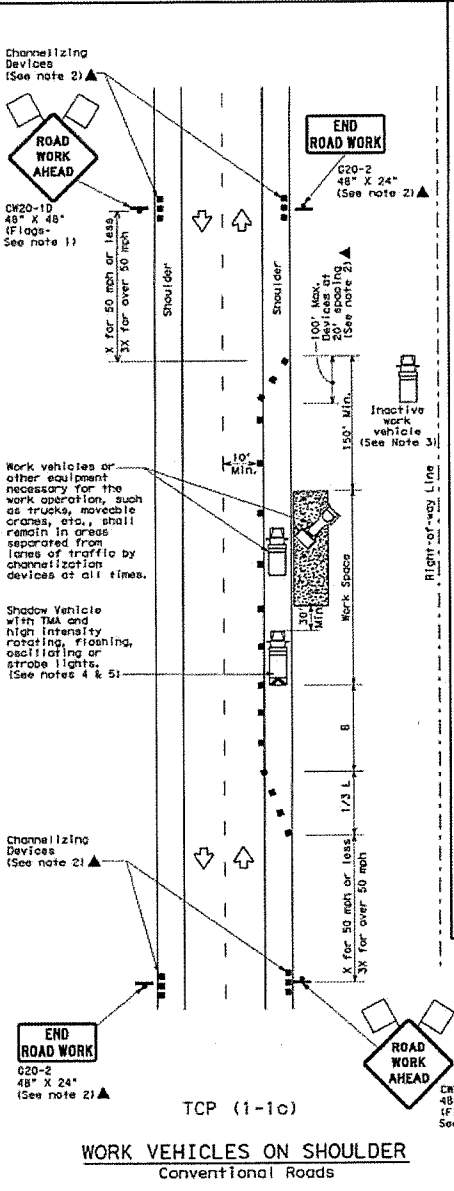 Channelizing
Devices
(See note 2)▲
ROAD
WORK
AHEAD
CW20-1D
48" X 48"
(Flags-
See note 1)
END
ROAD WORK
G20-2
48" X 24"
(See note 2)▲
X for 50 mph or less
3X for over 50 mph
Shoulder
Shoulder
100' Max.
Devices at
20' spacing
(See note 2)▲
150' Min.
Inactive
work
vehicle
(See Note 3)
Right-of-way Line
10'
Min.
Work vehicles or
other equipment
necessary for the
work operation, such
as trucks, moveable
cranes, etc., shall
remain in areas
separated from
lanes of traffic by
channelization
devices at all times.
Work Space
30'
Min.
Shadow Vehicle
with TMA and
high intensity
rotating, flashing,
oscillating or
strobe lights.
(See notes 4 & 5)
B
1/3 L
Channelizing
Devices
(See note 2)▲
X for 50 mph or less
3X for over 50 mph
END
ROAD WORK
G20-2
48" X 24"
(See note 2)▲
ROAD
WORK
AHEAD
CW
48
(F
See
TCP (1-1c)
WORK VEHICLES ON SHOULDER
Conventional Roads